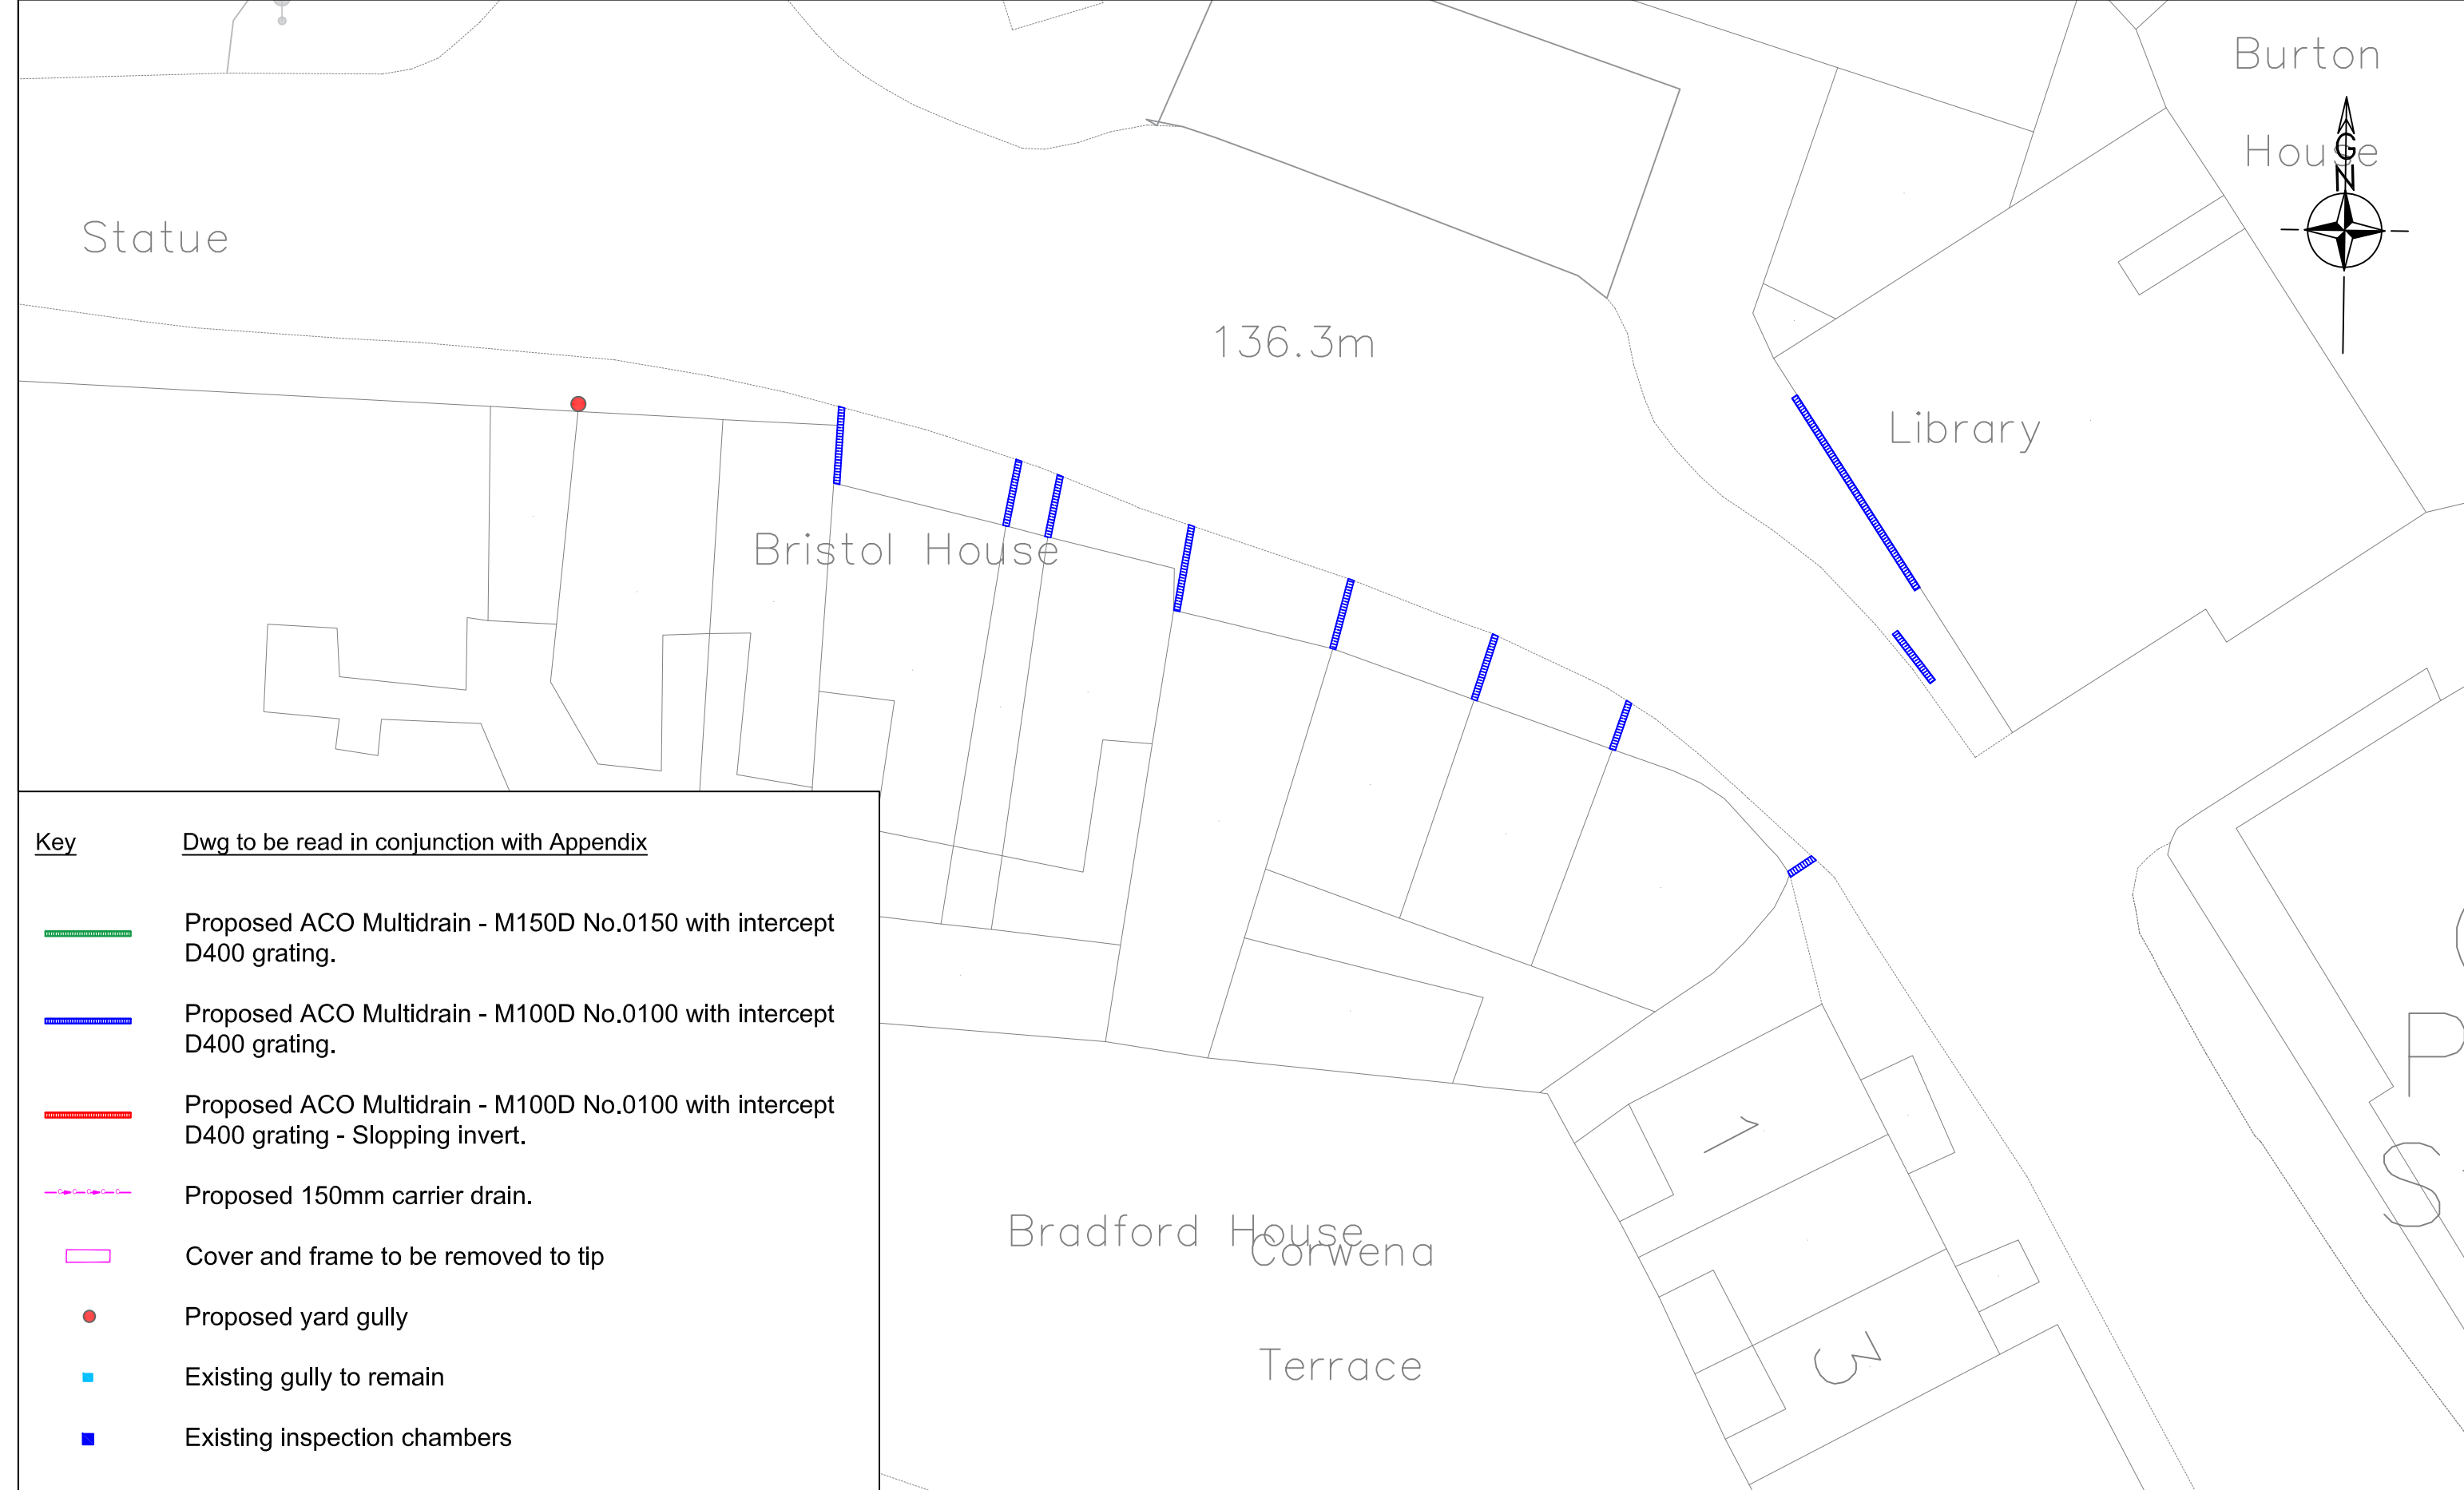 Burton
House
G
N
Statue
136.3m
Library
Bristol House
Key
Dwg to be read in conjunction with Appendix
Proposed ACO Multidrain - M150D No.0150 with intercept
D400 grating.
Proposed ACO Multidrain - M100D No.0100 with intercept
D400 grating.
Proposed ACO Multidrain - M100D No.0100 with intercept
D400 grating - Slopping invert.
Proposed 150mm carrier drain.
Cover and frame to be removed to tip
Proposed yard gully
Existing gully to remain
Existing inspection chambers
P
S
1
Bradford House
Corwena
Terrace
3